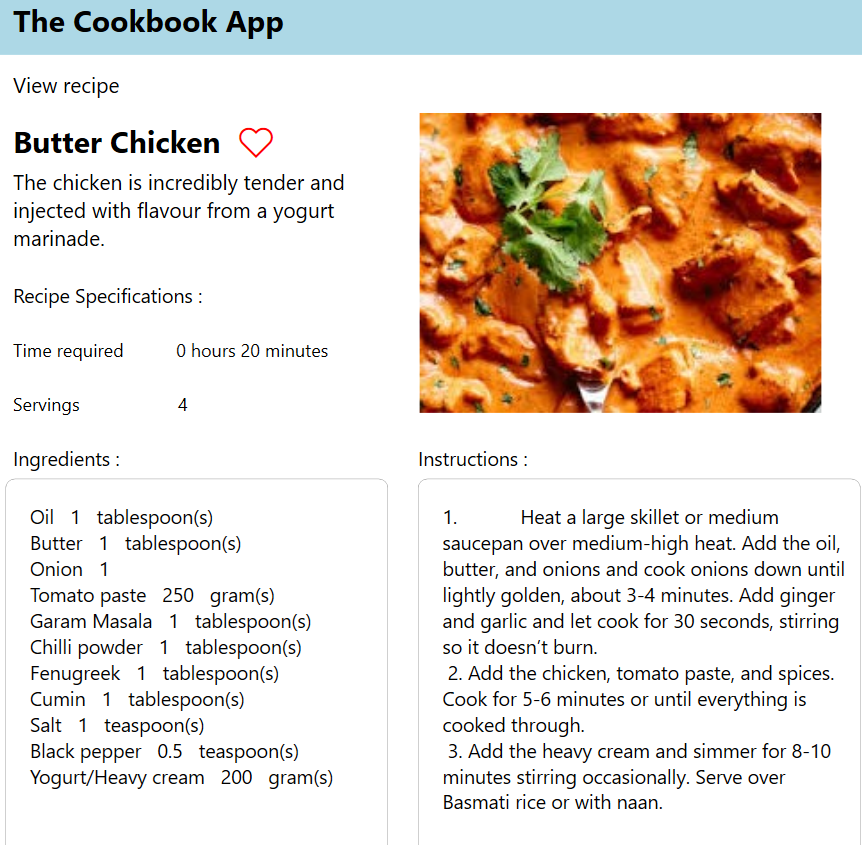 The Cookbook App
View recipe
Butter Chicken
The chicken is incredibly tender and
injected with flavour from a yogurt
marinade.
Recipe Specifications :
Time required 0 hours 20 minutes
Servings 4
Ingredients :
Oil 1 tablespoon(s)
Butter 1 tablespoon(s)
Onion 1
Tomato paste 250 gram(s)
Garam Masala 1 tablespoon(s)
Chilli powder 1 tablespoon(s)
Fenugreek 1 tablespoon(s)
Cumin 1 tablespoon(s)
Salt 1 teaspoon(s)
Black pepper 0.5 teaspoon(s)
Yogurt/Heavy cream 200 gram(s)
Instructions :
1. Heat a large skillet or medium
saucepan over medium-high heat. Add the oil,
butter, and onions and cook onions down until
lightly golden, about 3-4 minutes. Add ginger
and garlic and let cook for 30 seconds, stirring
so it doesn’t burn.
2. Add the chicken, tomato paste, and spices.
Cook for 5-6 minutes or until everything is
cooked through.
3. Add the heavy cream and simmer for 8-10
minutes stirring occasionally. Serve over
Basmati rice or with naan.